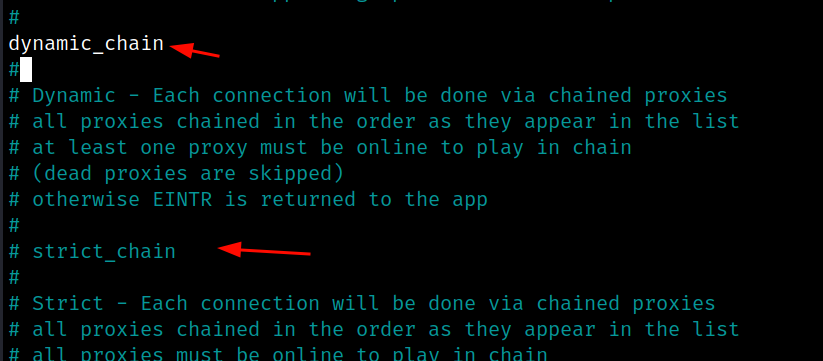 #
dynamic_chain
#
# Dynamic - Each connection will be done via chained proxies
# all proxies chained in the order as they appear in the list
# at least one proxy must be online to play in chain
# (dead proxies are skipped)
# otherwise EINTR is returned to the app
#
# strict_chain
#
# Strict - Each connection will be done via chained proxies
# all proxies chained in the order as they appear in the list
# all proxies must be online to play in chain